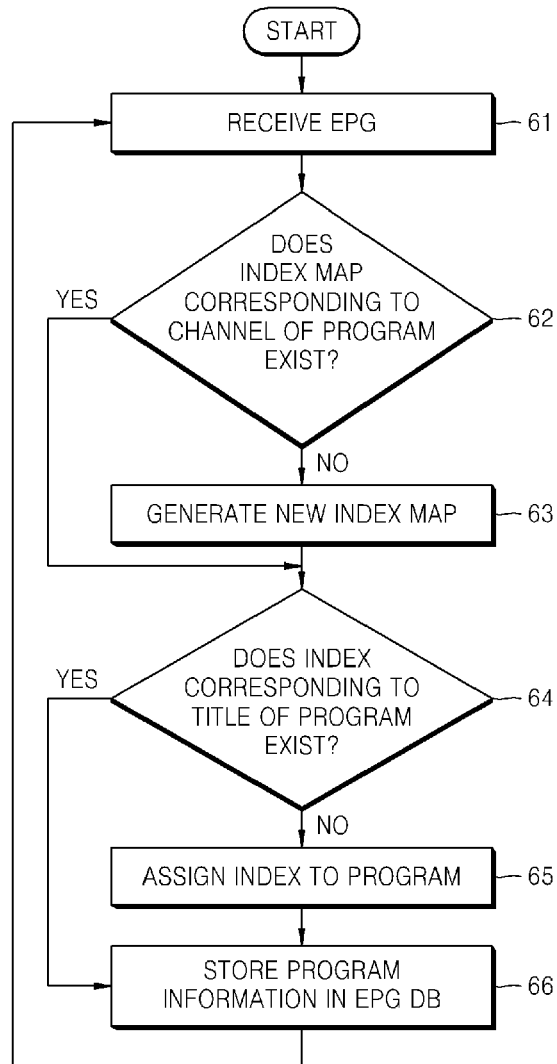 START
RECEIVE EPG
61
DOES
INDEX MAP
CORRESPONDING TO
CHANNEL OF PROGRAM
EXIST?
62
YES
NO
GENERATE NEW INDEX MAP
63
DOES INDEX
CORRESPONDING TO
TITLE OF PROGRAM
EXIST?
64
YES
NO
ASSIGN INDEX TO PROGRAM
65
STORE PROGRAM
INFORMATION IN EPG DB
66